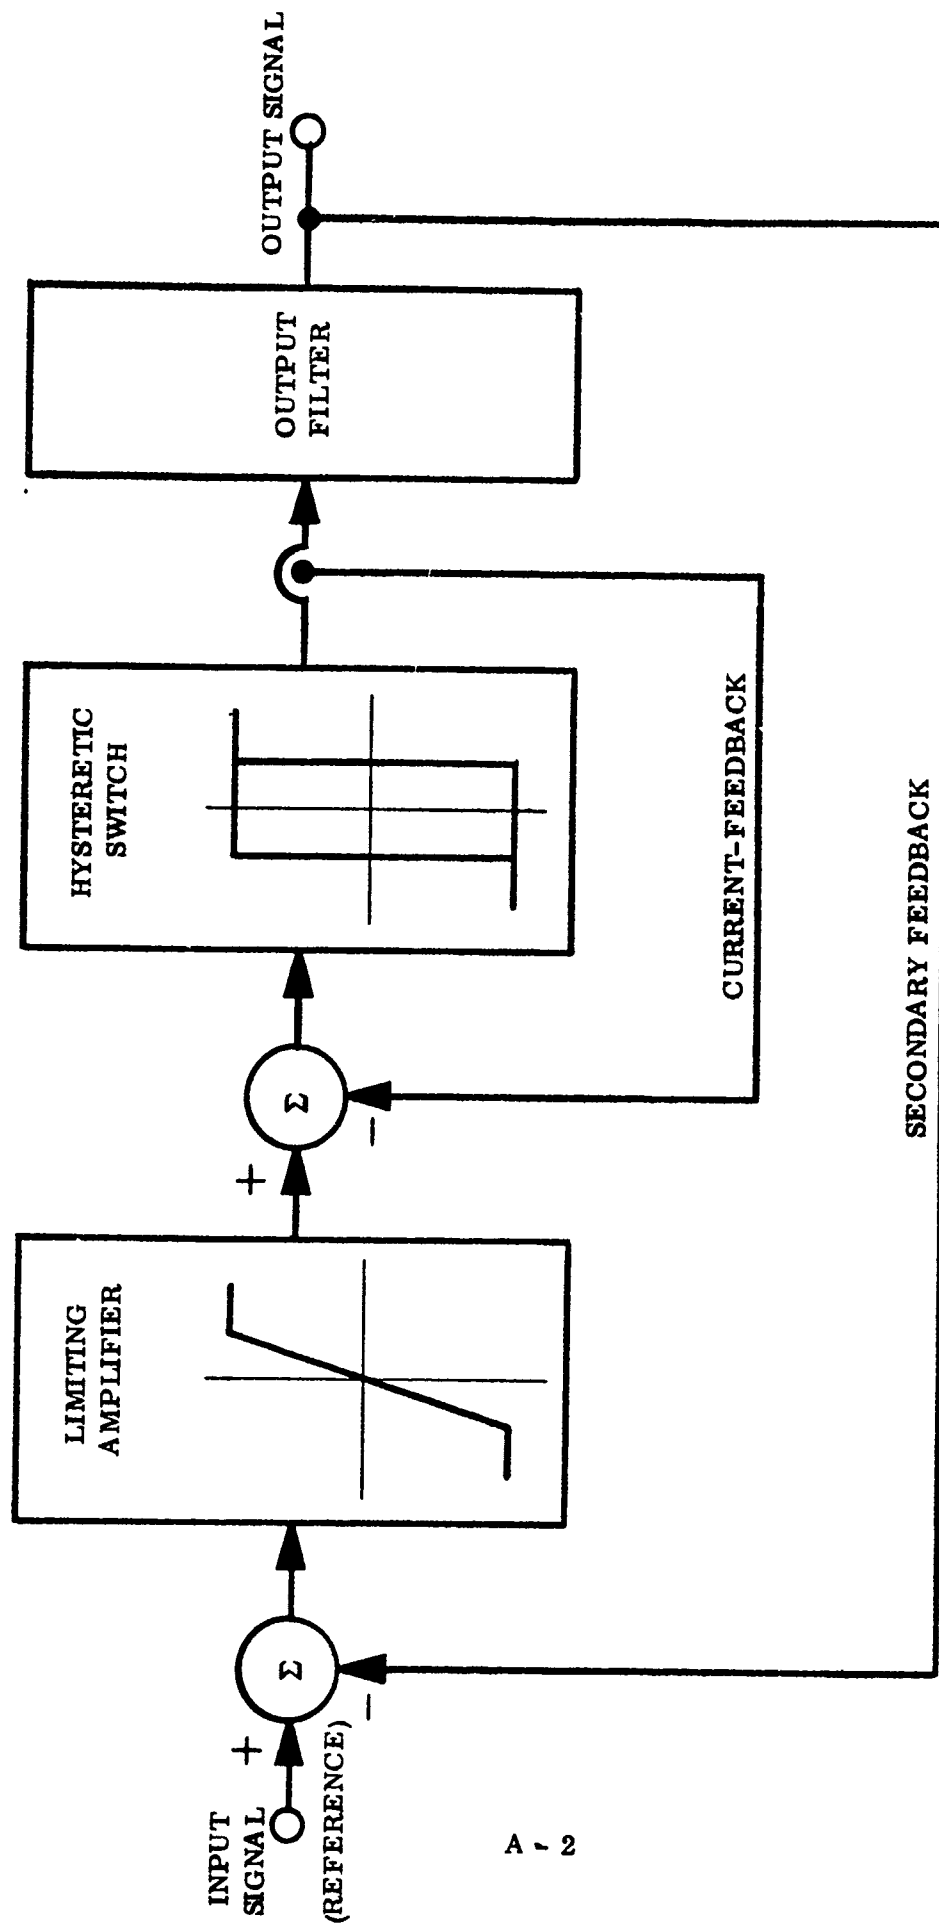 INPUT
SIGNAL
(REFERENCE)
+
−
Σ
LIMITING
AMPLIFIER
+
−
Σ
HYSTERETIC
SWITCH
CURRENT-FEEDBACK
OUTPUT
FILTER
OUTPUT SIGNAL
SECONDARY FEEDBACK
A - 2